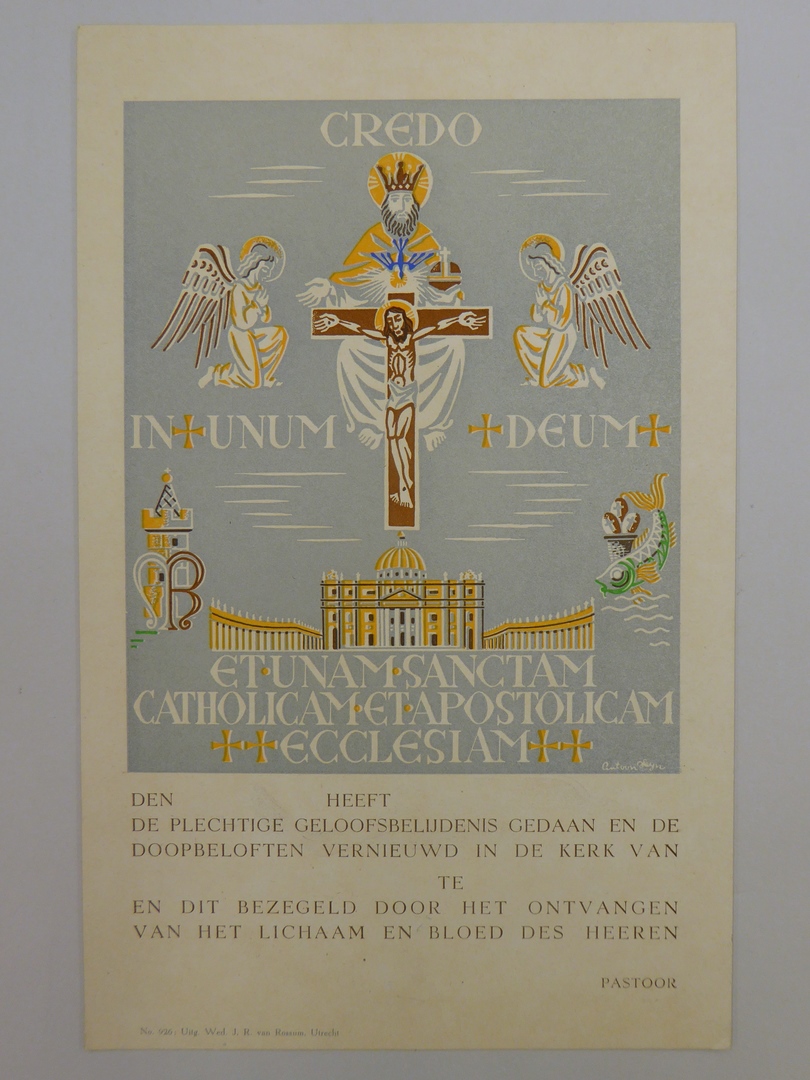 CREDO
IN + UNUM + DEUM +
ET·UNAM·SANCTAM
CATHOLICAM·ET·APOSTOLICAM
++ECCLESIAM++
DEN HEEFT
DE PLECHTIGE GELOOFSBELIJDENIS GEDAAN EN DE
DOOPBELOFTEN VERNIEUWD IN DE KERK VAN
TE
EN DIT BEZEGELD DOOR HET ONTVANGEN
VAN HET LICHAAM EN BLOED DES HEEREN
PASTOOR
No. 926: Uitg. Wed. J. R. van Rossum, Utrecht